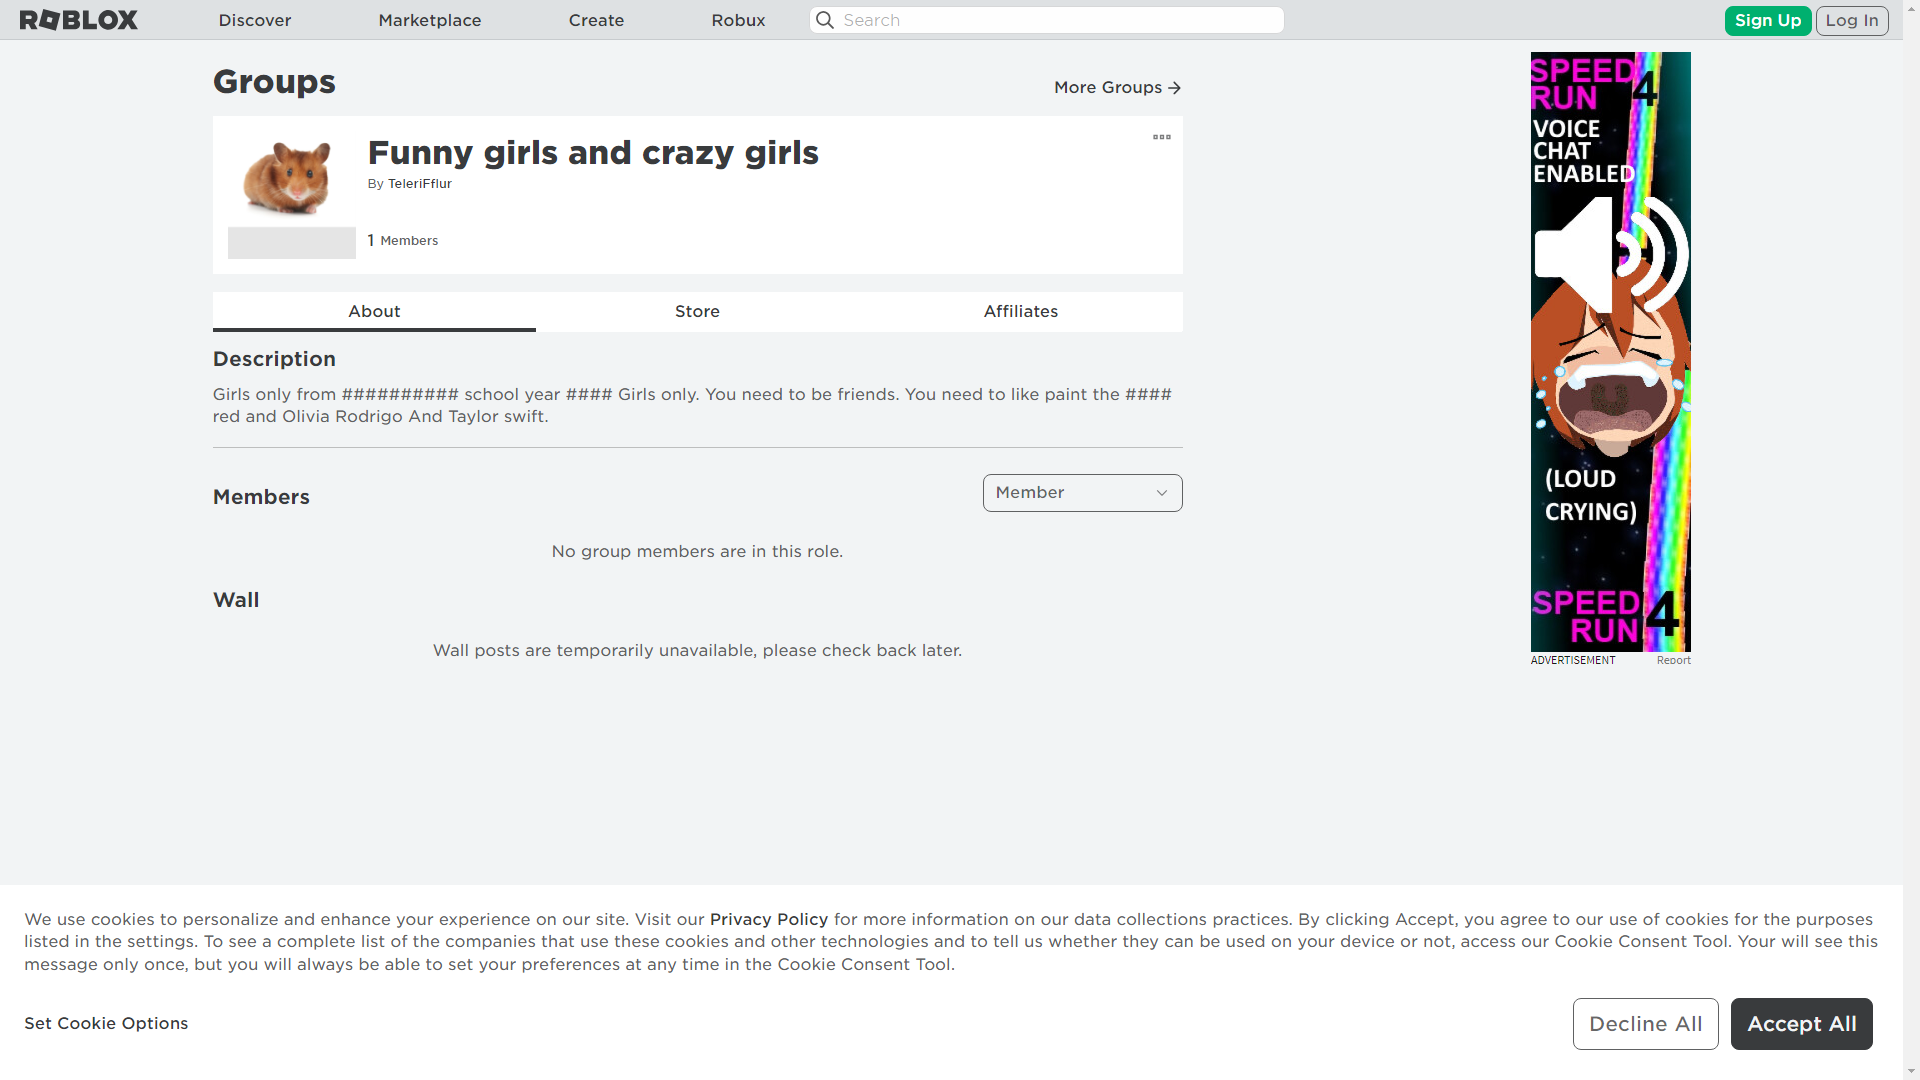 ROBLOX
Discover
Marketplace
Create
Robux
Search
Sign Up
Log In
Groups
More Groups
Funny girls and crazy girls
By TeleriFflur
1 Members
About
Store
Affiliates
Description
Girls only from ########## school year #### Girls only. You need to be friends. You need to like paint the ####
red and Olivia Rodrigo And Taylor swift.
Members
Member
No group members are in this role.
Wall
Wall posts are temporarily unavailable, please check back later.
SPEED
RUN 4
VOICE
CHAT
ENABLED
(LOUD
CRYING)
SPEED
RUN 4
ADVERTISEMENT
Report
We use cookies to personalize and enhance your experience on our site. Visit our Privacy Policy for more information on our data collections practices. By clicking Accept, you agree to our use of cookies for the purposes
listed in the settings. To see a complete list of the companies that use these cookies and other technologies and to tell us whether they can be used on your device or not, access our Cookie Consent Tool. Your will see this
message only once, but you will always be able to set your preferences at any time in the Cookie Consent Tool.
Set Cookie Options
Decline All
Accept All